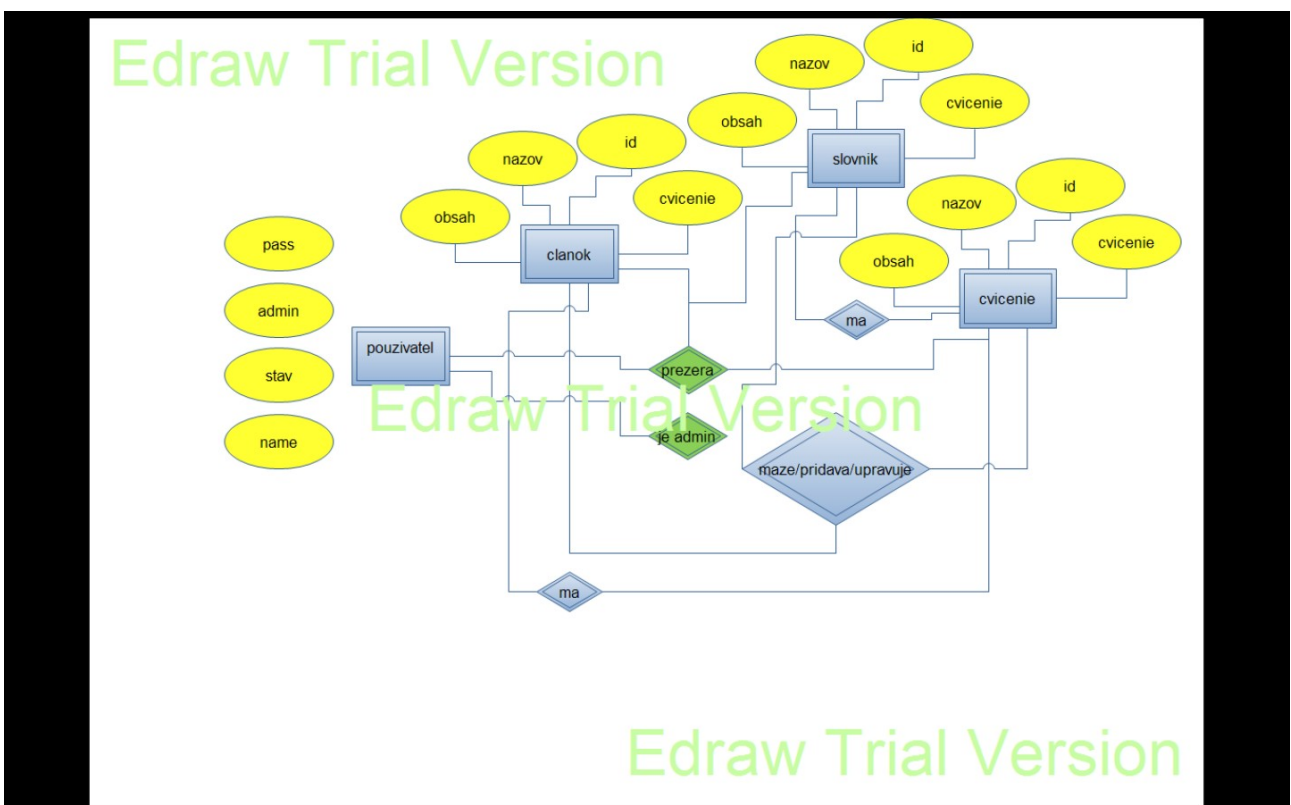 Edraw Trial Version
id
nazov
cvicenie
obsah
slovnik
id
nazov
cvicenie
obsah
clanok
id
nazov
cvicenie
obsah
cvicenie
pass
admin
stav
name
pouzivatel
ma
prezera
Edraw Trial Version
je admin
maze/pridava/upravuje
ma
Edraw Trial Version